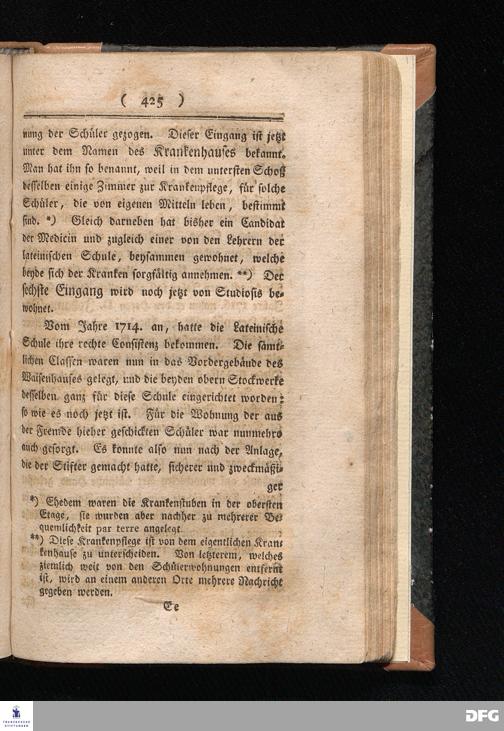 ( 425 )
nung der Schüler gezogen. Dieser Eingang ist jetzt
unter dem Namen des Krankenhauses bekannt.
Man hat ihn so benannt, weil in dem untersten Schoß
desselben einige Zimmer zur Krankenpflege, für solche
Schüler, die von eigenen Mitteln leben, bestimmt
sind. *) Gleich darneben hat bisher ein Candidat
der Medicin und zugleich einer von den Lehrern der
lateinischen Schule, beysammen gewohnet, welche
beyde sich der Kranken sorgfältig annehmen. **) Der
sechste Eingang wird noch jetzt von Studiosis be-
wohnet.
Vom Jahre 1714. an, hatte die Lateinische
Schule ihre rechte Consistenz bekommen. Die sämt-
lichen Classen waren nun in das Vordergebäude des
Waisenhauses gelegt, und die beyden obern Stockwerke
desselben ganz für diese Schule eingerichtet worden:
so wie es noch jetzt ist. Für die Wohnung der aus
der Fremde hieher geschickten Schüler war nunmehro
auch gesorgt. Es konnte also nun nach der Anlage,
die der Stifter gemacht hatte, sicherer und zweckmäßi-
ger
*) Ehedem waren die Krankenstuben in der obersten
Etage, sie wurden aber nachher zu mehrerer Be-
quemlichkeit par terre angelegt.
**) Diese Krankenpflege ist von dem eigentlichen Kran-
kenhause zu unterscheiden. Von letzterem, welches
ziemlich weit von den Schülerwohnungen entfernt
ist, wird an einem anderen Orte mehrere Nachricht
gegeben werden.
Ee
FRANCKESCHE
STIFTUNGEN
DFG